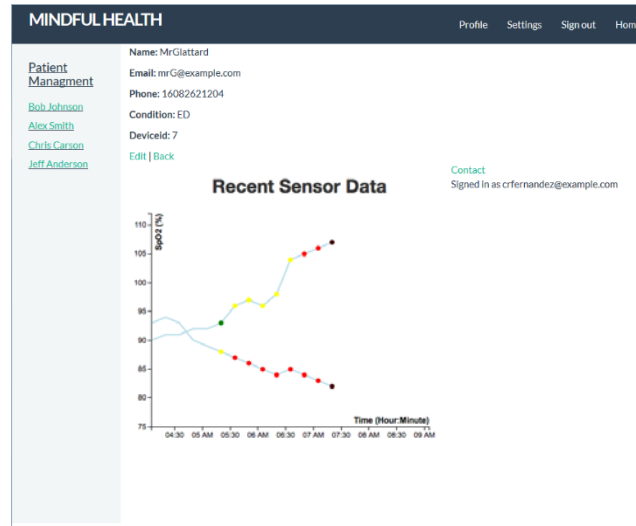 MINDFUL HEALTH
Profile Settings Sign out Hom
Patient
Managment
Bob Johnson
Alex Smith
Chris Carson
Jeff Anderson
Name: MrGlattard
Email: mrG@example.com
Phone: 16082621204
Condition: ED
Deviceid: 7
Edit | Back
Contact
Signed in as crfernandez@example.com
Recent Sensor Data
SpO2 (%)
110
105
100
95
90
85
80
75
Time (Hour:Minute)
04:30 05 AM 05:30 06 AM 06:30 07 AM 07:30 08 AM 08:30 09 AM